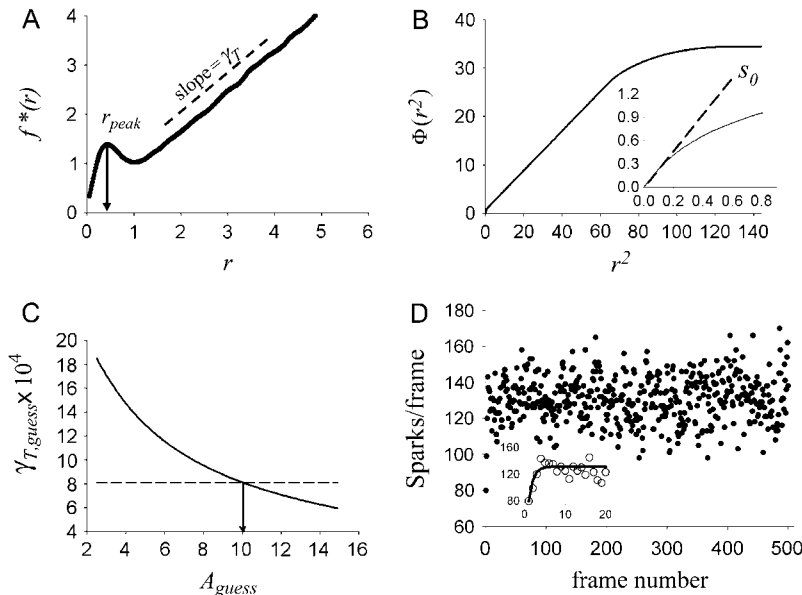 A
f*(r)
4
3
2
1
0
r_peak
slope = γ_T
0 1 2 3 4 5 6
r
B
Φ(r²)
40
30
20
10
0
s_0
1.2
0.9
0.6
0.3
0.0
0.0 0.2 0.4 0.6 0.8
0 20 40 60 80 100 120 140
r²
C
γ_T,guess × 10⁴
20
18
16
14
12
10
8
6
4
2 4 6 8 10 12 14 16
A_guess
D
Sparks/frame
180
160
140
120
100
80
60
160
120
80
0 10 20
0 100 200 300 400 500
frame number